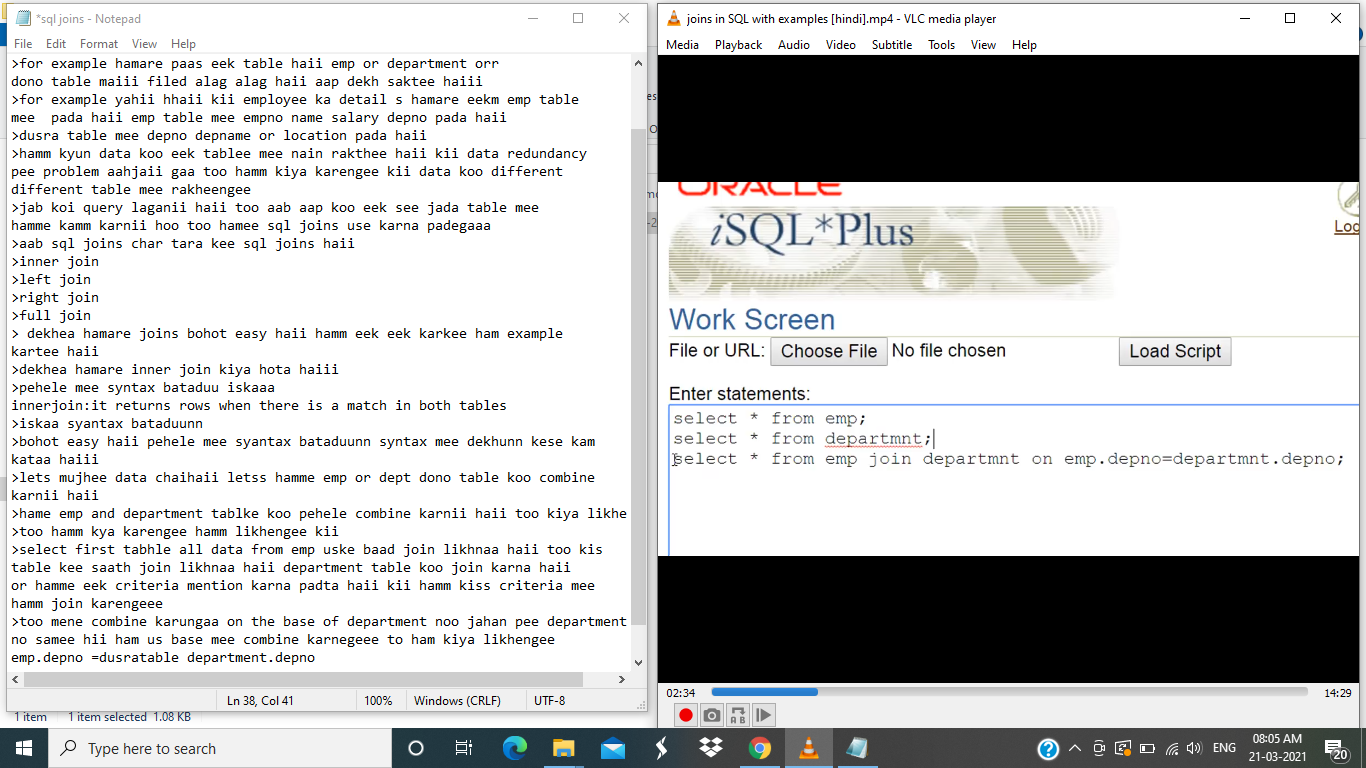 *sql joins - Notepad
File Edit Format View Help
>for example hamare paas eek table haii emp or department orr
dono table maiii filed alag alag haii aap dekh saktee haiii
>for example yahii hhaii kii employee ka detail s hamare eekm emp table
mee  pada haii emp table mee empno name salary depno pada haii
>dusra table mee depno depname or location pada haii
>hamm kyun data koo eek tablee mee nain rakthee haii kii data redundancy
pee problem aahjaii gaa too hamm kiya karengee kii data koo different
different table mee rakheengee
>jab koi query laganii haii too aab aap koo eek see jada table mee
hamme kamm karnii hoo too hamee sql joins use karna padegaaa
>aab sql joins char tara kee sql joins haii
>inner join
>left join
>right join
>full join
> dekhea hamare joins bohot easy haii hamm eek eek karkee ham example
kartee haii
>dekhea hamare inner join kiya hota haiii
>pehele mee syntax bataduu iskaaa
innerjoin:it returns rows when there is a match in both tables
>iskaa syantax bataduunn
>bohot easy haii pehele mee syantax bataduunn syntax mee dekhunn kese kam
kataa haiii
>lets mujhee data chaihaii letss hamme emp or dept dono table koo combine
karnii haii
>hame emp and department tablke koo pehele combine karnii haii too kiya likhe
>too hamm kya karengee hamm likhengee kii
>select first tabhle all data from emp uske baad join likhnaa haii too kis
table kee saath join likhnaa haii department table koo join karna haii
or hamme eek criteria mention karna padta haii kii hamm kiss criteria mee
hamm join karengeee
>too mene combine karungaa on the base of department noo jahan pee department
no samee hii ham us base mee combine karnegeee to ham kiya likhengee
emp.depno =dusratable department.depno
Ln 38, Col 41 100% Windows (CRLF) UTF-8
1 item 1 item selected 1.08 KB
joins in SQL with examples [hindi].mp4 - VLC media player
Media Playback Audio Video Subtitle Tools View Help
ORACLE
iSQL*Plus
Work Screen
File or URL: Choose File No file chosen Load Script
Enter statements:
select * from emp;
select * from departmnt;
select * from emp join departmnt on emp.depno=departmnt.depno;
02:34 14:29
Type here to search
ENG
08:05 AM
21-03-2021
20